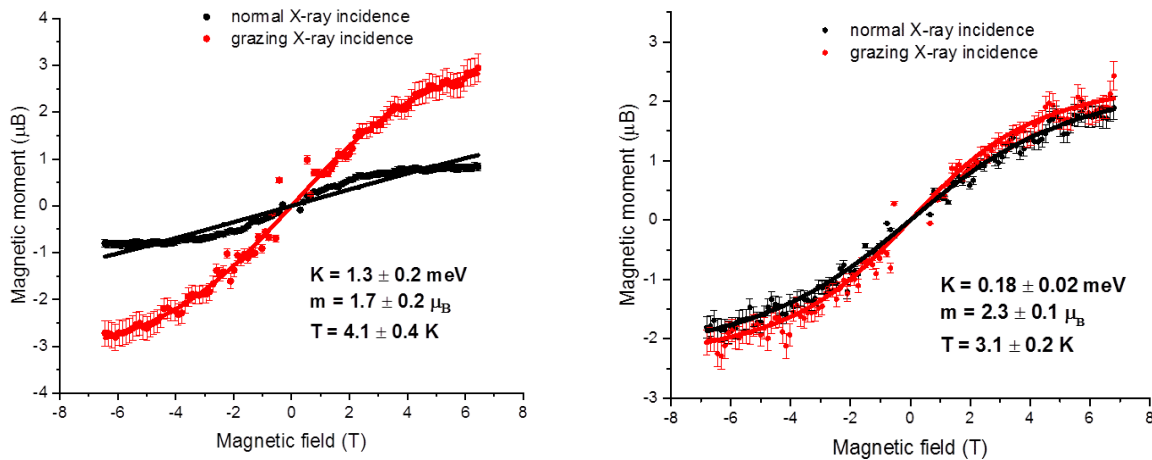 normal X-ray incidence
grazing X-ray incidence
Magnetic moment (μB)
4
3
2
1
0
-1
-2
-3
-4
K = 1.3 ± 0.2 meV
m = 1.7 ± 0.2 μB
T = 4.1 ± 0.4 K
-8 -6 -4 -2 0 2 4 6 8
Magnetic field (T)
normal X-ray incidence
grazing X-ray incidence
Magnetic moment (μB)
3
2
1
0
-1
-2
-3
K = 0.18 ± 0.02 meV
m = 2.3 ± 0.1 μB
T = 3.1 ± 0.2 K
-8 -6 -4 -2 0 2 4 6 8
Magnetic field (T)